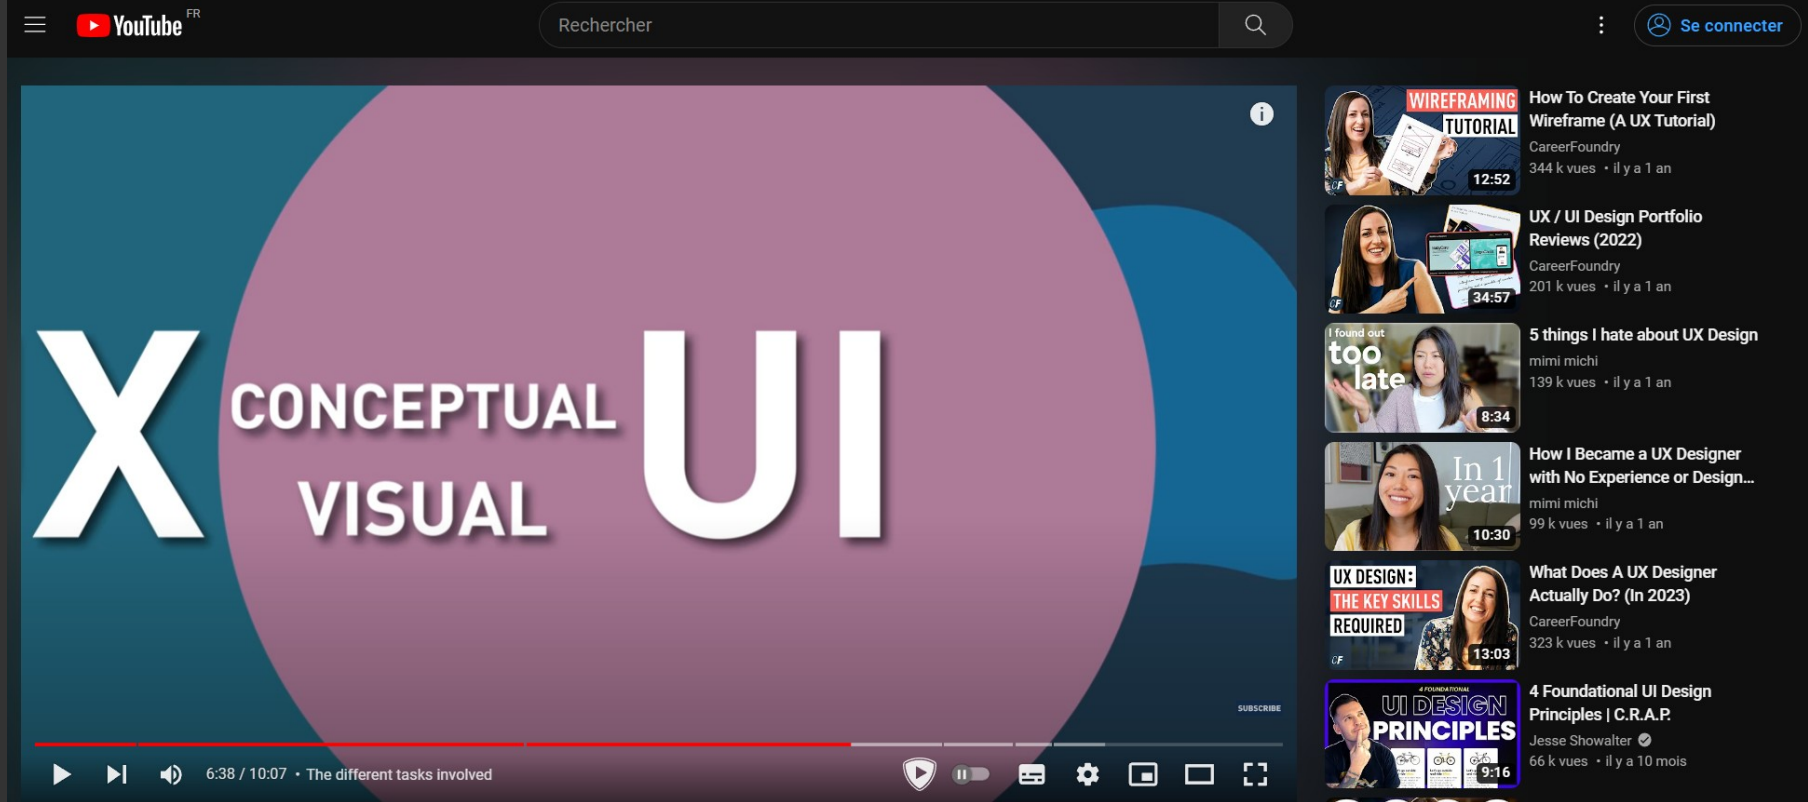 YouTube FR
Rechercher
Se connecter
X
CONCEPTUAL
VISUAL
UI
SUBSCRIBE
6:38 / 10:07 • The different tasks involved
WIREFRAMING
TUTORIAL
CF
12:52
How To Create Your First
Wireframe (A UX Tutorial)
CareerFoundry
344 k vues • il y a 1 an
CF
34:57
UX / UI Design Portfolio
Reviews (2022)
CareerFoundry
201 k vues • il y a 1 an
I found out
too
late
8:34
5 things I hate about UX Design
mimi michi
139 k vues • il y a 1 an
In 1
year
10:30
How I Became a UX Designer
with No Experience or Design...
mimi michi
99 k vues • il y a 1 an
UX DESIGN:
THE KEY SKILLS
REQUIRED
CF
13:03
What Does A UX Designer
Actually Do? (In 2023)
CareerFoundry
323 k vues • il y a 1 an
4 FOUNDATIONAL
UI DESIGN
PRINCIPLES
9:16
4 Foundational UI Design
Principles | C.R.A.P.
Jesse Showalter
66 k vues • il y a 10 mois